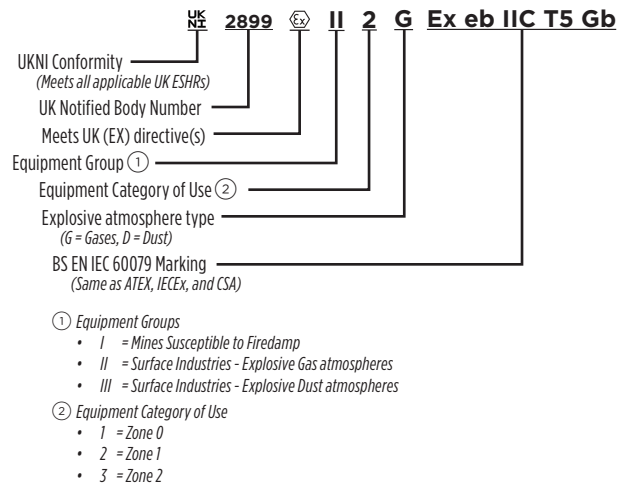 UK NI 2899 Ex II 2 G Ex eb IIC T5 Gb
UKNI Conformity
(Meets all applicable UK ESHRs)
UK Notified Body Number
Meets UK (EX) directive(s)
Equipment Group ①
Equipment Category of Use ②
Explosive atmosphere type
(G = Gases, D = Dust)
BS EN IEC 60079 Marking
(Same as ATEX, IECEx, and CSA)
① Equipment Groups
• I = Mines Susceptible to Firedamp
• II = Surface Industries - Explosive Gas atmospheres
• III = Surface Industries - Explosive Dust atmospheres
② Equipment Category of Use
• 1 = Zone 0
• 2 = Zone 1
• 3 = Zone 2